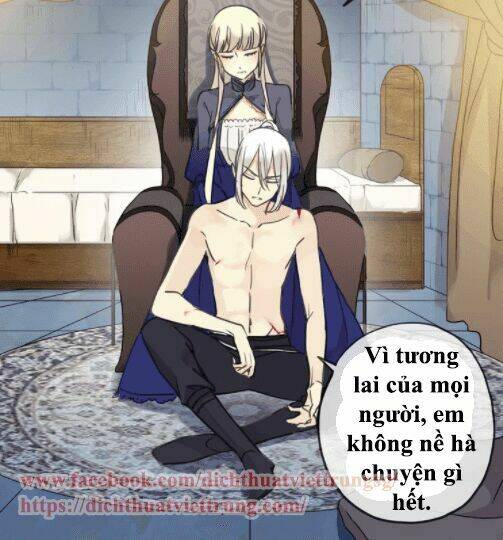 Vì tương
lai của mọi
người, em
không nề hà
chuyện gì
hết.
www.facebook.com/dichthuatviettrungsg/
https://dichthuatviettrung.com/